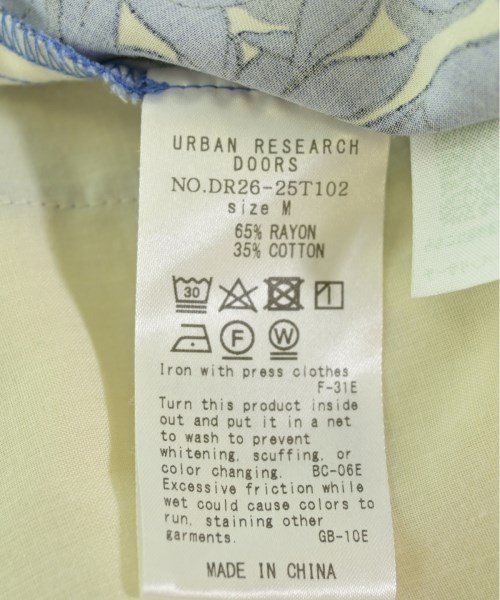 URBAN RESEARCH
DOORS
NO.DR26-25T102
size M
65% RAYON
35% COTTON
30
F W
Iron with press clothes
F-31E
Turn this product inside
out and put it in a net
to wash to prevent
whitening, scuffing, or
color changing. BC-06E
Excessive friction while
wet could cause colors to
run, staining other
garments. GB-10E
MADE IN CHINA